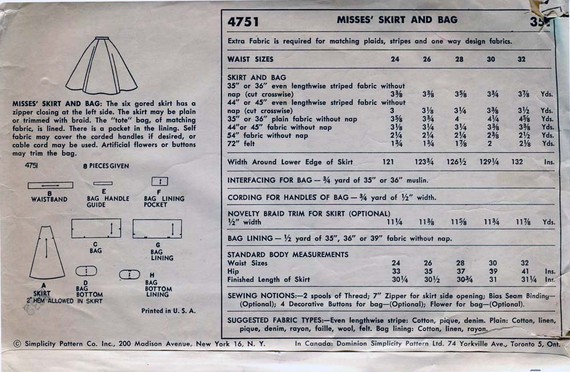 MISSES' SKIRT AND BAG: The six gored skirt has a
zipper closing at the left side. The skirt may be plain
or trimmed with braid. The "tote" bag, of matching
fabric, is lined. There is a pocket in the lining. Self
fabric may cover the corded handles if desired, or
cable cord may be used. Artificial flowers or buttons
may trim the bag.
4751 8 PIECES GIVEN
B
WAISTBAND
E
BAG HANDLE
GUIDE
F
BAG LINING
POCKET
C
BAG
G
BAG
LINING
A
SKIRT
2" HEM ALLOWED IN SKIRT
D
BAG
BOTTOM
H
BAG
BOTTOM
LINING
Printed in U. S. A.
4751 MISSES' SKIRT AND BAG 35¢
Extra Fabric is required for matching plaids, stripes and one way design fabrics.
WAIST SIZES 24 26 28 30 32
SKIRT AND BAG
35" or 36" even lengthwise striped fabric without
nap (cut crosswise) 3⅜ 3⅜ 3⅝ 3¾ 3⅞ Yds.
44" or 45" even lengthwise striped fabric without
nap (cut crosswise) 3 3⅛ 3¼ 3⅜ 3½ Yds.
35" or 36" plain fabric without nap 3⅝ 3¾ 4 4¼ 4⅝ Yds.
44"or 45" fabric without nap 3⅛ 3¼ 3¼ 3⅜ 3⅜ Yds.
54" fabric without nap 2¼ 2¼ 2¼ 2⅜ 2½ Yds.
72" felt 1¾ 1¾ 1⅞ 2 2⅛ Yds.
Width Around Lower Edge of Skirt 121 123¾ 126½ 129¼ 132 Ins.
INTERFACING FOR BAG — ¾ yard of 35" or 36" muslin.
CORDING FOR HANDLES OF BAG — ¾ yard of ½" width.
NOVELTY BRAID TRIM FOR SKIRT (OPTIONAL)
½" width 11¼ 11⅜ 11⅝ 11¾ 11⅞ Yds.
BAG LINING — ½ yard of 35", 36" or 39" fabric without nap.
STANDARD BODY MEASUREMENTS
Waist Sizes 24 26 28 30 32
Hip 33 35 37 39 41 Ins.
Finished Length of Skirt 30¼ 30½ 30¾ 31 31¼ Ins.
SEWING NOTIONS:—2 spools of Thread; 7" Zipper for skirt side opening; Bias Seam Binding—
(Optional); 4 Decorative Buttons for bag—(Optional); Flower for bag—(Optional).
SUGGESTED FABRIC TYPES:—Even lengthwise stripe: Cotton, pique, denim. Plain: Cotton, linen,
pique, denim, rayon, faille, wool, felt. Bag lining: Cotton, linen, rayon.
© Simplicity Pattern Co. Inc., 200 Madison Avenue, New York 16, N. Y. In Canada: Dominion Simplicity Pattern Ltd. 74 Yorkville Ave., Toronto 5, Ont.